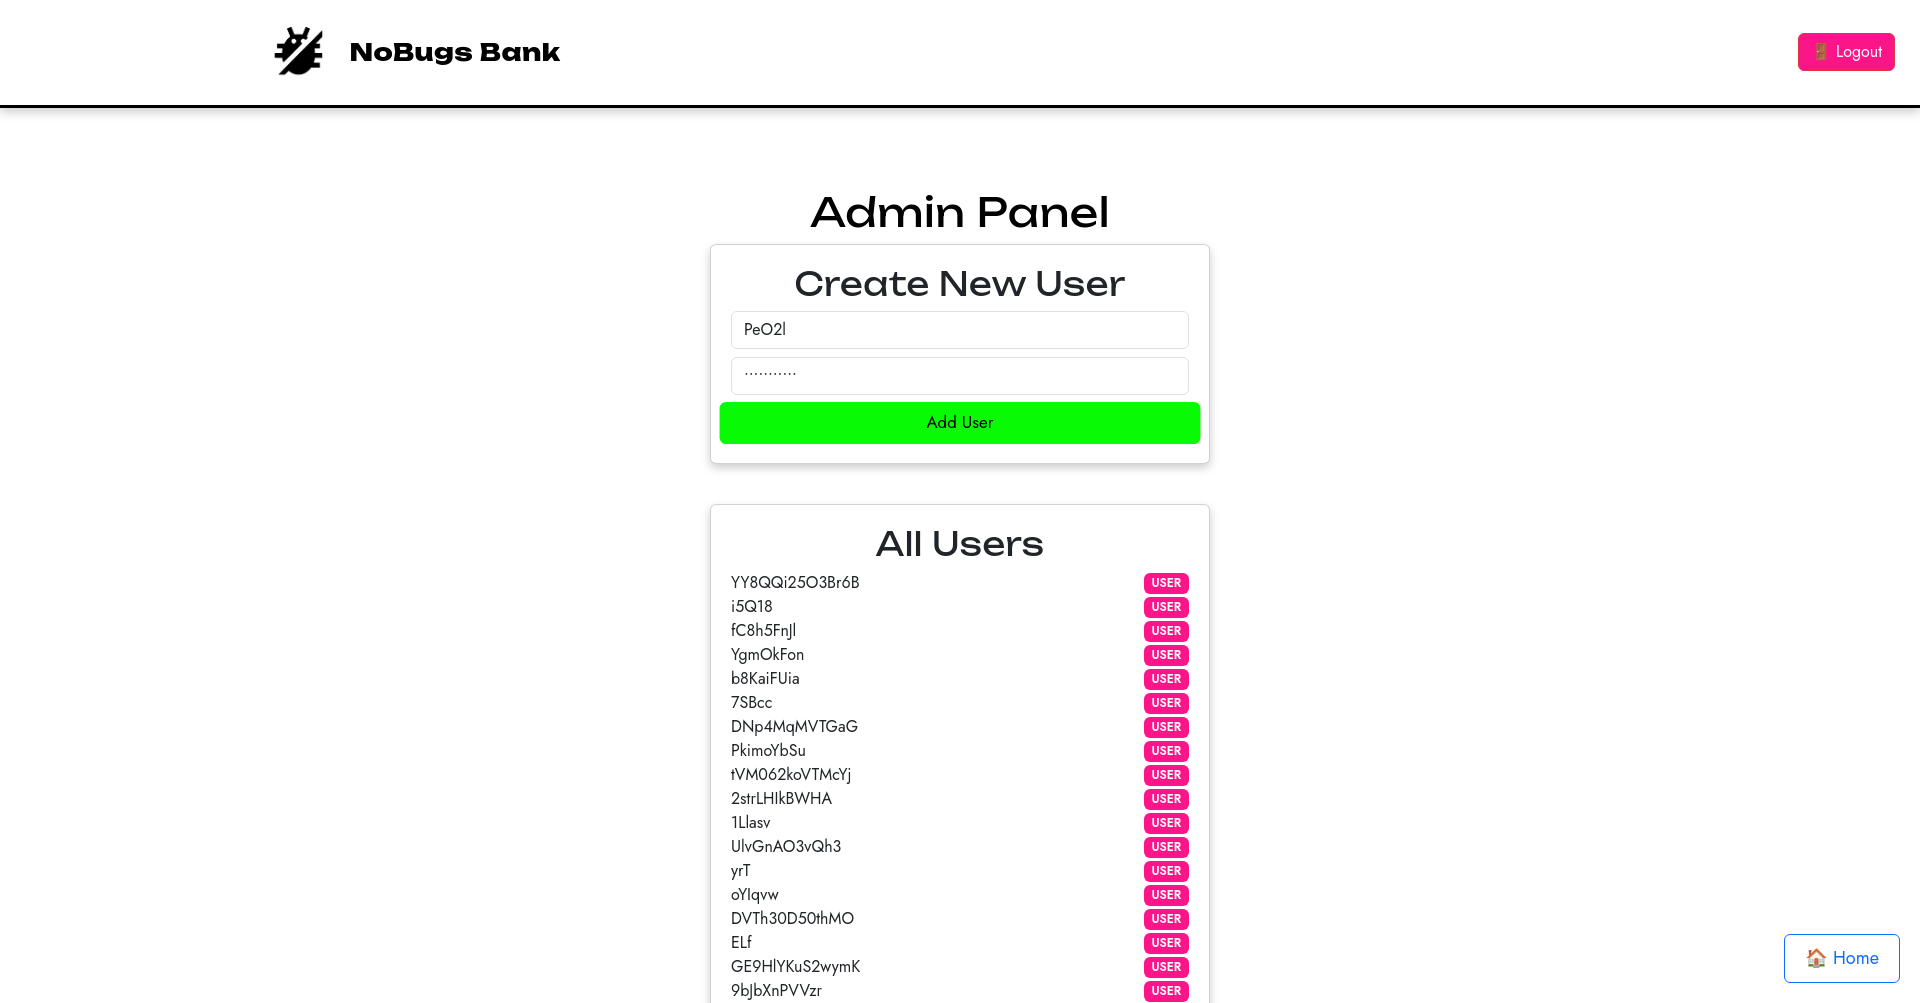 NoBugs Bank
🚪 Logout
Admin Panel
Create New User
PeO2l
···········
Add User
All Users
YY8QQi25O3Br6B USER
i5Q18 USER
fC8h5FnJl USER
YgmOkFon USER
b8KaiFUia USER
7SBcc USER
DNp4MqMVTGaG USER
PkimoYbSu USER
tVM062koVTMcYj USER
2strLHIkBWHA USER
1Llasv USER
UlvGnAO3vQh3 USER
yrT USER
oYIqvw USER
DVTh30D50thMO USER
ELf USER
GE9HlYKuS2wymK USER
9bJbXnPVVzr USER
🏠 Home